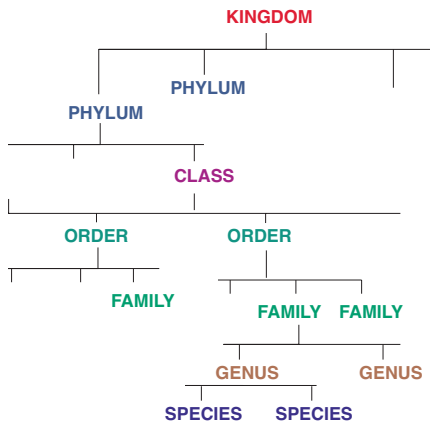 KINGDOM
PHYLUM
PHYLUM
CLASS
ORDER ORDER
FAMILY
FAMILY FAMILY
GENUS GENUS
SPECIES SPECIES